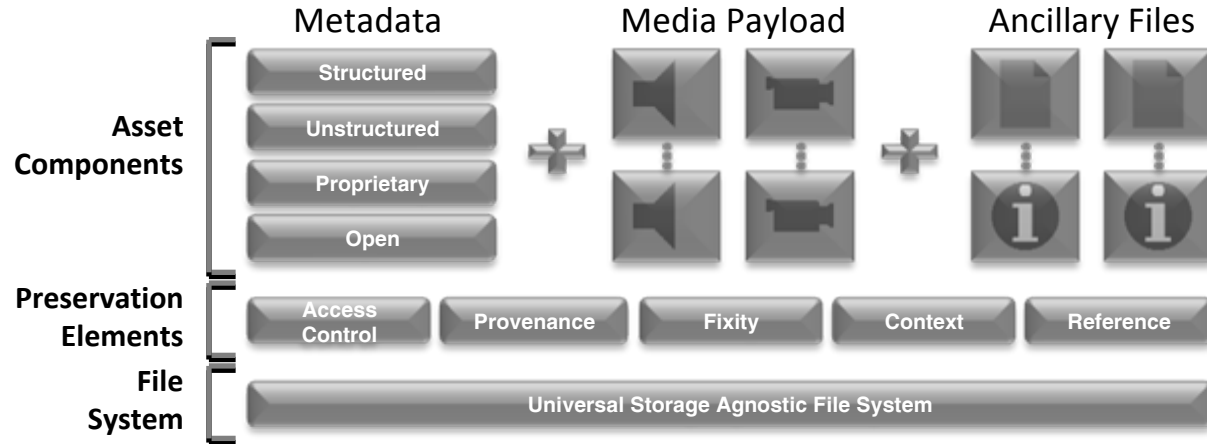 Metadata
Media Payload
Ancillary Files
Asset
Components
Structured
Unstructured
Proprietary
Open
Preservation
Elements
Access
Control
Provenance
Fixity
Context
Reference
File
System
Universal Storage Agnostic File System